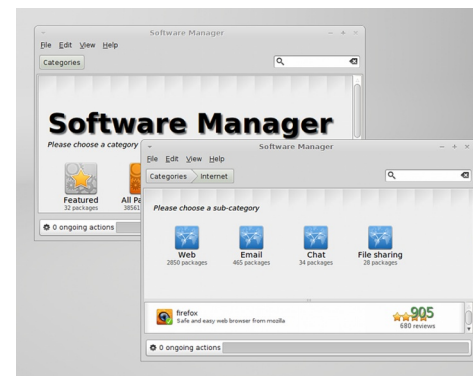 Software Manager
File Edit View Help
Categories
Software Manager
Please choose a category
Featured
32 packages
All Pa
38561
0 ongoing actions
Software Manager
File Edit View Help
Categories Internet
Please choose a sub-category
Web Email Chat File sharing
2850 packages 465 packages 34 packages 28 packages
firefox
Safe and easy web browser from mozilla
905
680 reviews
0 ongoing actions